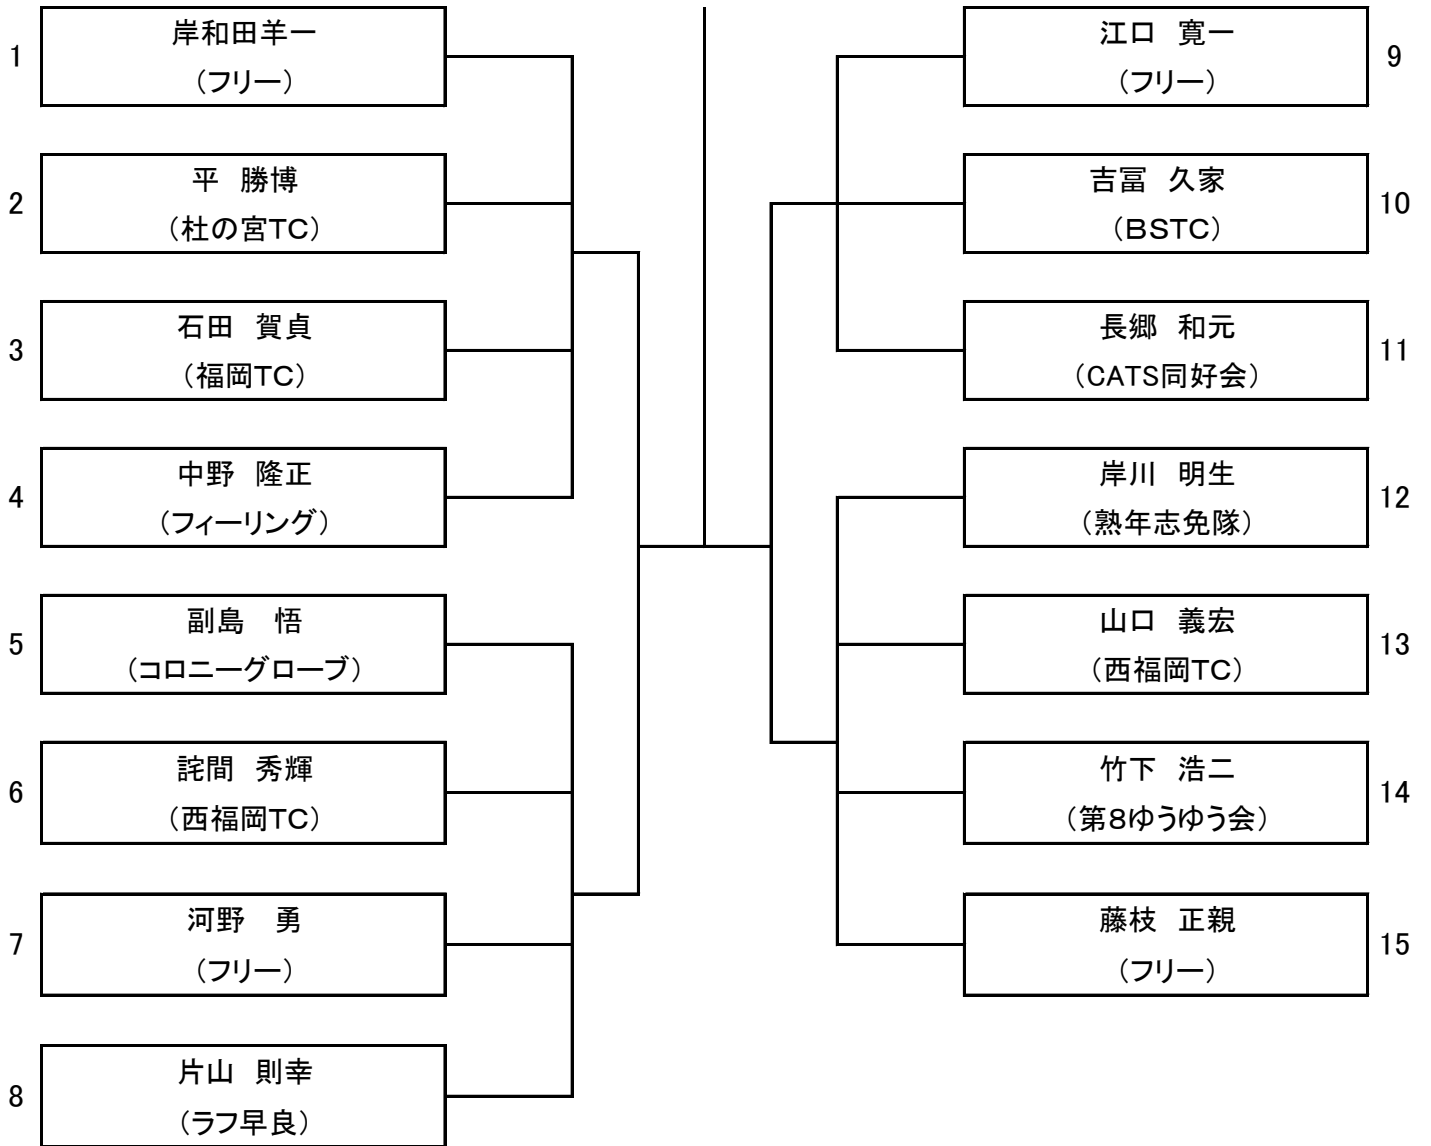 1
岸和田羊一
（フリー）
2
平　勝博
（杜の宮TC）
3
石田　賀貞
（福岡TC）
4
中野　隆正
（フィーリング）
5
副島　悟
（コロニーグローブ）
6
詫間　秀輝
（西福岡TC）
7
河野　勇
（フリー）
8
片山　則幸
（ラフ早良）
江口　寛一
（フリー）
9
吉冨　久家
（BSTC）
10
長郷　和元
（CATS同好会）
11
岸川　明生
（熟年志免隊）
12
山口　義宏
（西福岡TC）
13
竹下　浩二
（第8ゆうゆう会）
14
藤枝　正親
（フリー）
15